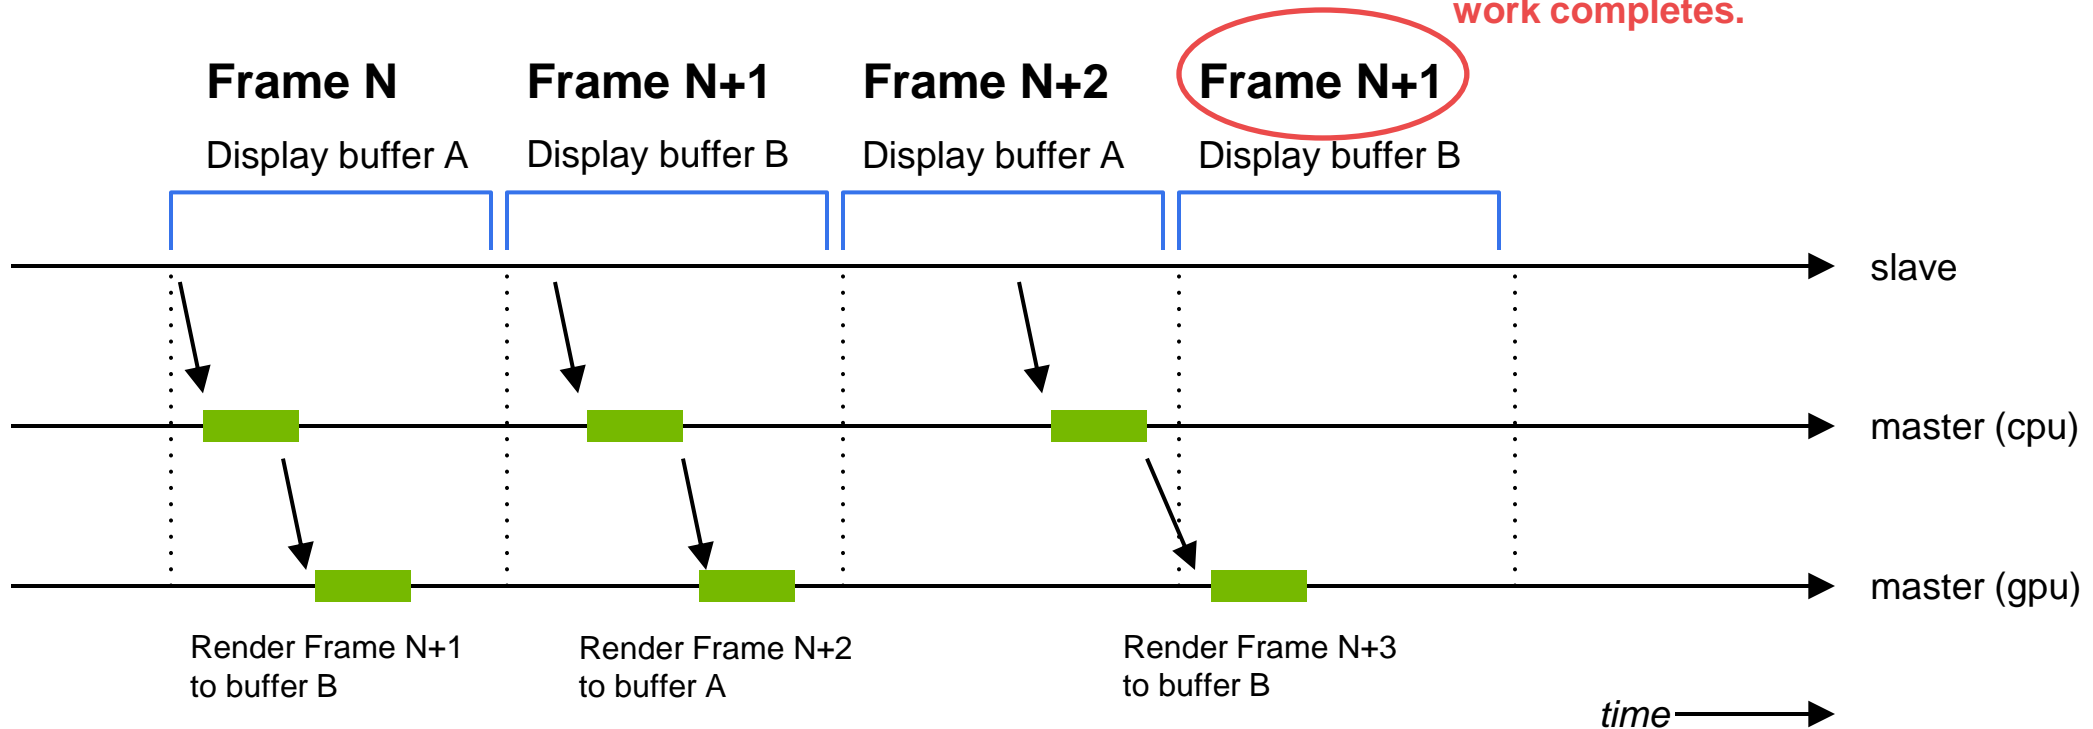 work completes.
Frame N
Frame N+1
Frame N+2
Frame N+1
Display buffer A
Display buffer B
Display buffer A
Display buffer B
slave
master (cpu)
master (gpu)
Render Frame N+1
to buffer B
Render Frame N+2
to buffer A
Render Frame N+3
to buffer B
time